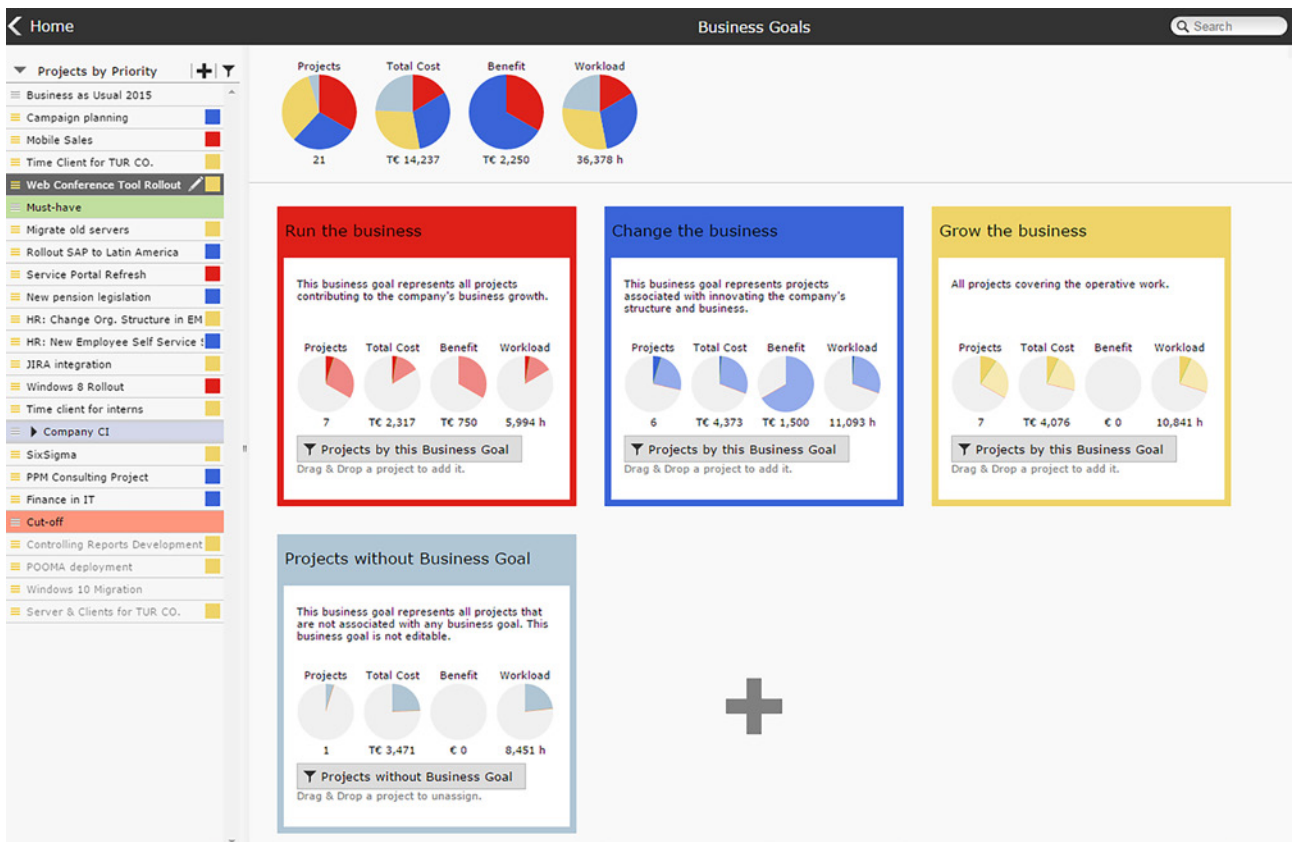 Home
Business Goals
Search
Projects by Priority
Business as Usual 2015
Campaign planning
Mobile Sales
Time Client for TUR CO.
Web Conference Tool Rollout
Must-have
Migrate old servers
Rollout SAP to Latin America
Service Portal Refresh
New pension legislation
HR: Change Org. Structure in EM
HR: New Employee Self Service S
JIRA integration
Windows 8 Rollout
Time client for interns
Company CI
SixSigma
PPM Consulting Project
Finance in IT
Cut-off
Controlling Reports Development
POOMA deployment
Windows 10 Migration
Server & Clients for TUR CO.
Projects Total Cost Benefit Workload
21 T€ 14,237 T€ 2,250 36,378 h
Run the business
This business goal represents all projects
contributing to the company's business growth.
Projects Total Cost Benefit Workload
7 T€ 2,317 T€ 750 5,994 h
Projects by this Business Goal
Drag & Drop a project to add it.
Change the business
This business goal represents projects
associated with innovating the company's
structure and business.
Projects Total Cost Benefit Workload
6 T€ 4,373 T€ 1,500 11,093 h
Projects by this Business Goal
Drag & Drop a project to add it.
Grow the business
All projects covering the operative work.
Projects Total Cost Benefit Workload
7 T€ 4,076 € 0 10,841 h
Projects by this Business Goal
Drag & Drop a project to add it.
Projects without Business Goal
This business goal represents all projects that
are not associated with any business goal. This
business goal is not editable.
Projects Total Cost Benefit Workload
1 T€ 3,471 € 0 8,451 h
Projects without Business Goal
Drag & Drop a project to unassign.